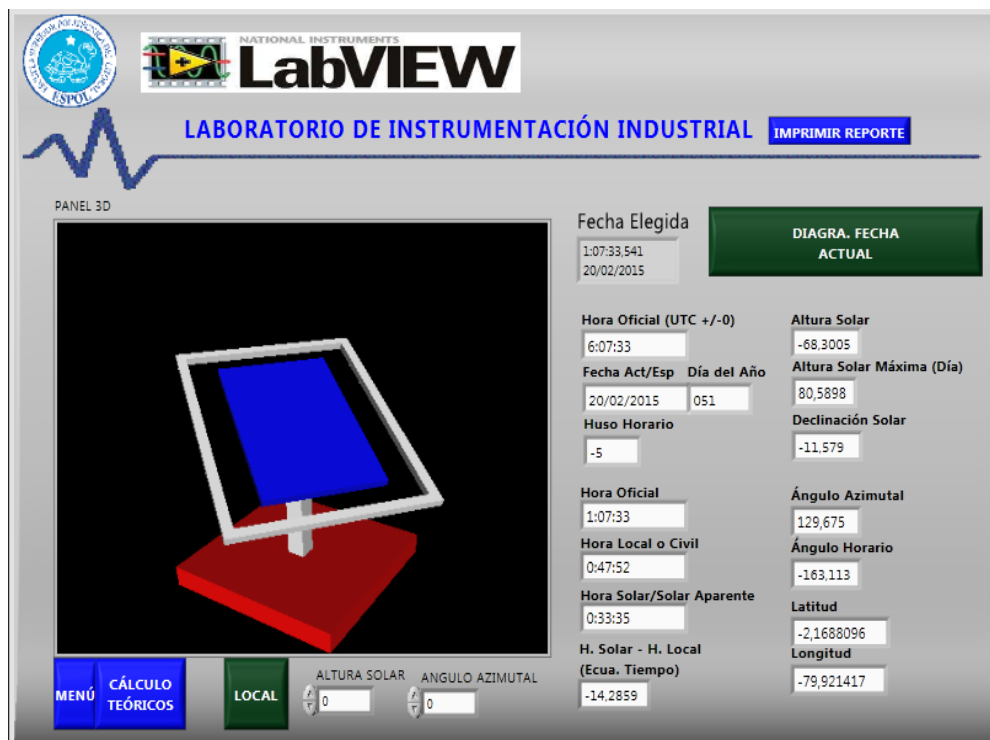 ESCUELA SUPERIOR POLITÉCNICA DEL LITORAL
ESPOL
NATIONAL INSTRUMENTS
LabVIEW
LABORATORIO DE INSTRUMENTACIÓN INDUSTRIAL
IMPRIMIR REPORTE
PANEL 3D
Fecha Elegida
1:07:33,541
20/02/2015
DIAGRA. FECHA
ACTUAL
Hora Oficial (UTC +/-0)
6:07:33
Fecha Act/Esp Día del Año
20/02/2015 051
Huso Horario
-5
Hora Oficial
1:07:33
Hora Local o Civil
0:47:52
Hora Solar/Solar Aparente
0:33:35
H. Solar - H. Local
(Ecua. Tiempo)
-14,2859
Altura Solar
-68,3005
Altura Solar Máxima (Día)
80,5898
Declinación Solar
-11,579
Ángulo Azimutal
129,675
Ángulo Horario
-163,113
Latitud
-2,1688096
Longitud
-79,921417
MENÚ
CÁLCULO
TEÓRICOS
LOCAL
ALTURA SOLAR
0
ANGULO AZIMUTAL
0